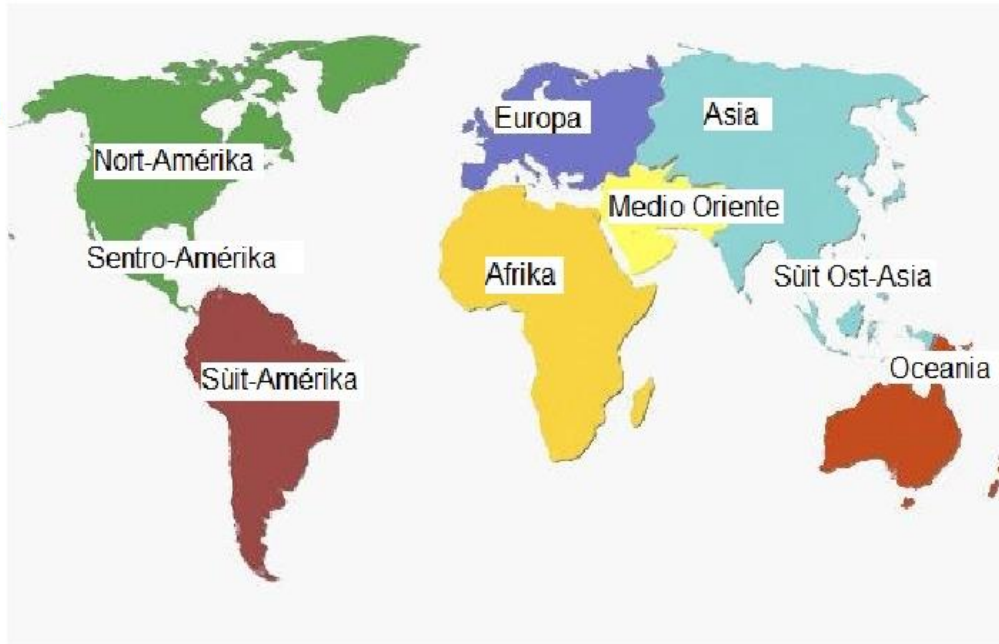 Nort-Amérika
Sentro-Amérika
Sùit-Amérika
Europa
Asia
Medio Oriente
Afrika
Sùit Ost-Asia
Oceania